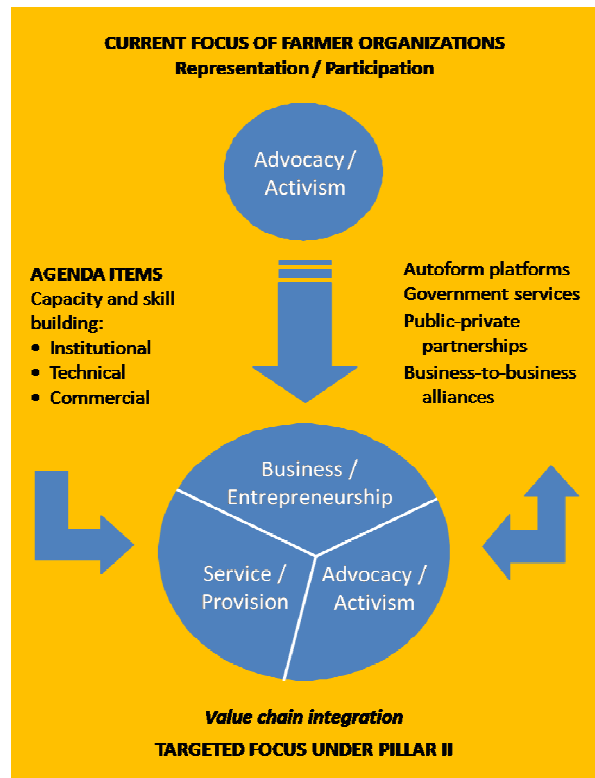 CURRENT FOCUS OF FARMER ORGANIZATIONS
Representation / Participation
Advocacy /
Activism
AGENDA ITEMS
Capacity and skill
building:
• Institutional
• Technical
• Commercial
Autoform platforms
Government services
Public-private
partnerships
Business-to-business
alliances
Business /
Entrepreneurship
Service /
Provision
Advocacy /
Activism
Value chain integration
TARGETED FOCUS UNDER PILLAR II